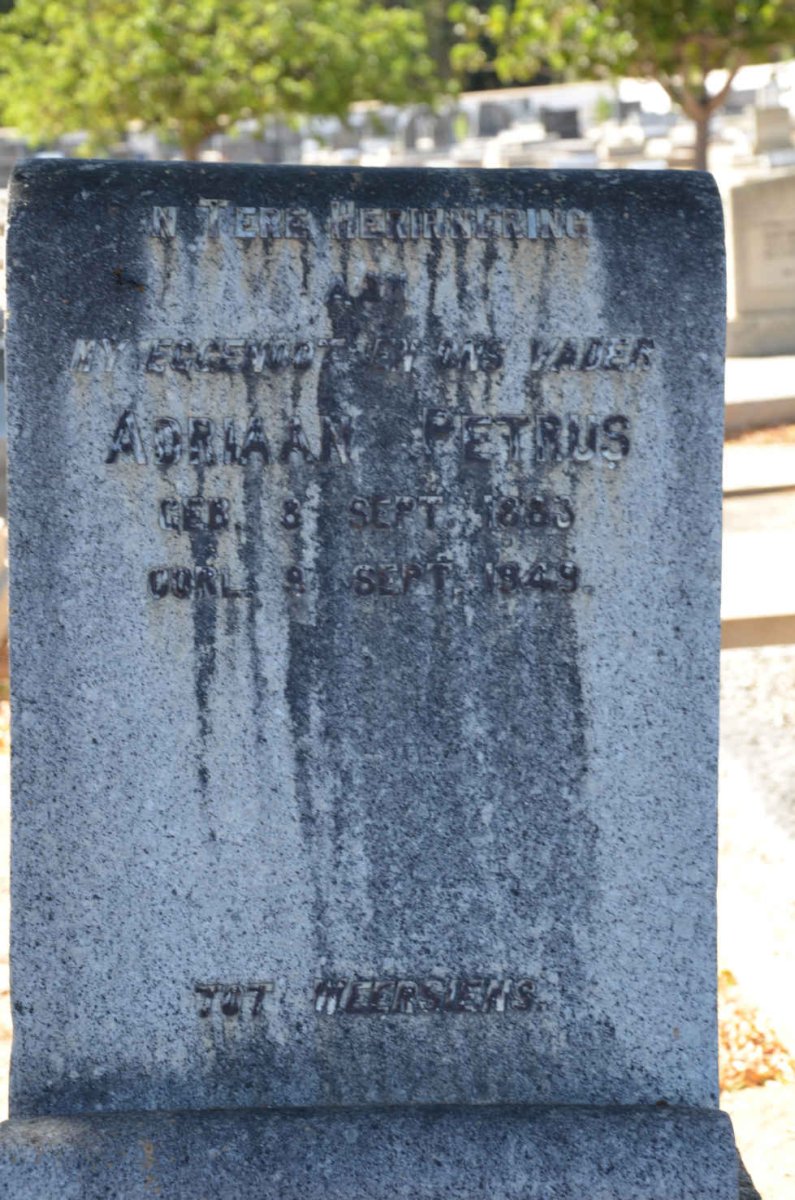 'N TERE HERINNERING
AAN
MY EGGENOOT EN ONS VADER
ADRIAAN PETRUS
GEB. 8 SEPT. 1883
OORL. 9 SEPT. 1949.
TOT WEERSIENS.